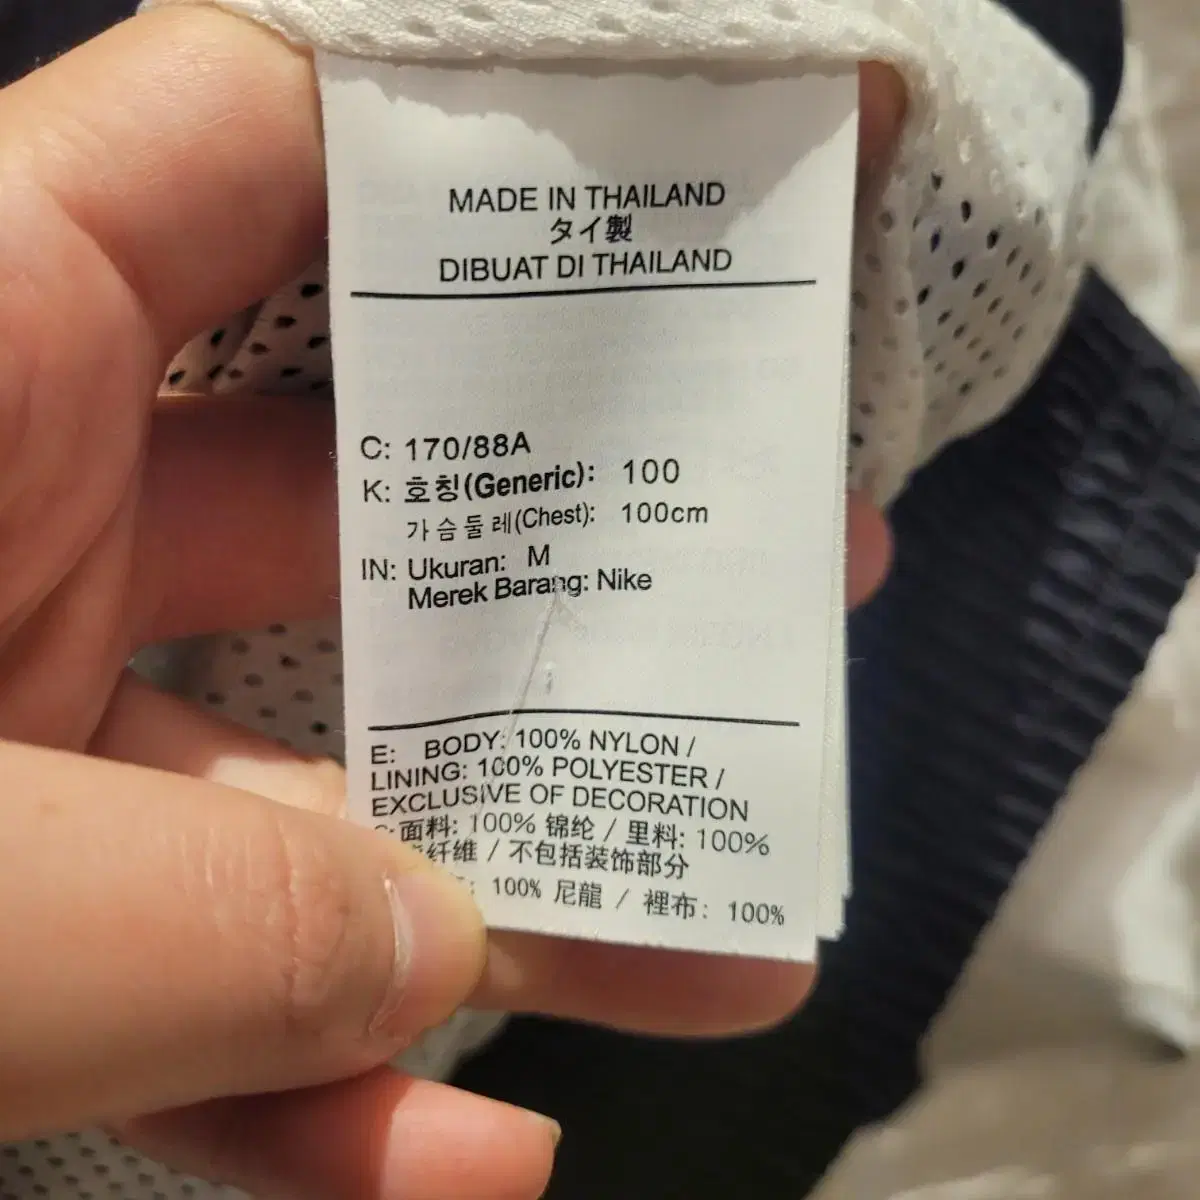 MADE IN THAILAND
タイ製
DIBUAT DI THAILAND
C: 170/88A
K: 호칭(Generic): 100
가슴둘레(Chest): 100cm
IN: Ukuran: M
Merek Barang: Nike
E: BODY: 100% NYLON /
LINING: 100% POLYESTER /
EXCLUSIVE OF DECORATION
面料: 100% 锦纶 / 里料: 100%
纤维 / 不包括装饰部分
: 100% 尼龍 / 裡布: 100%